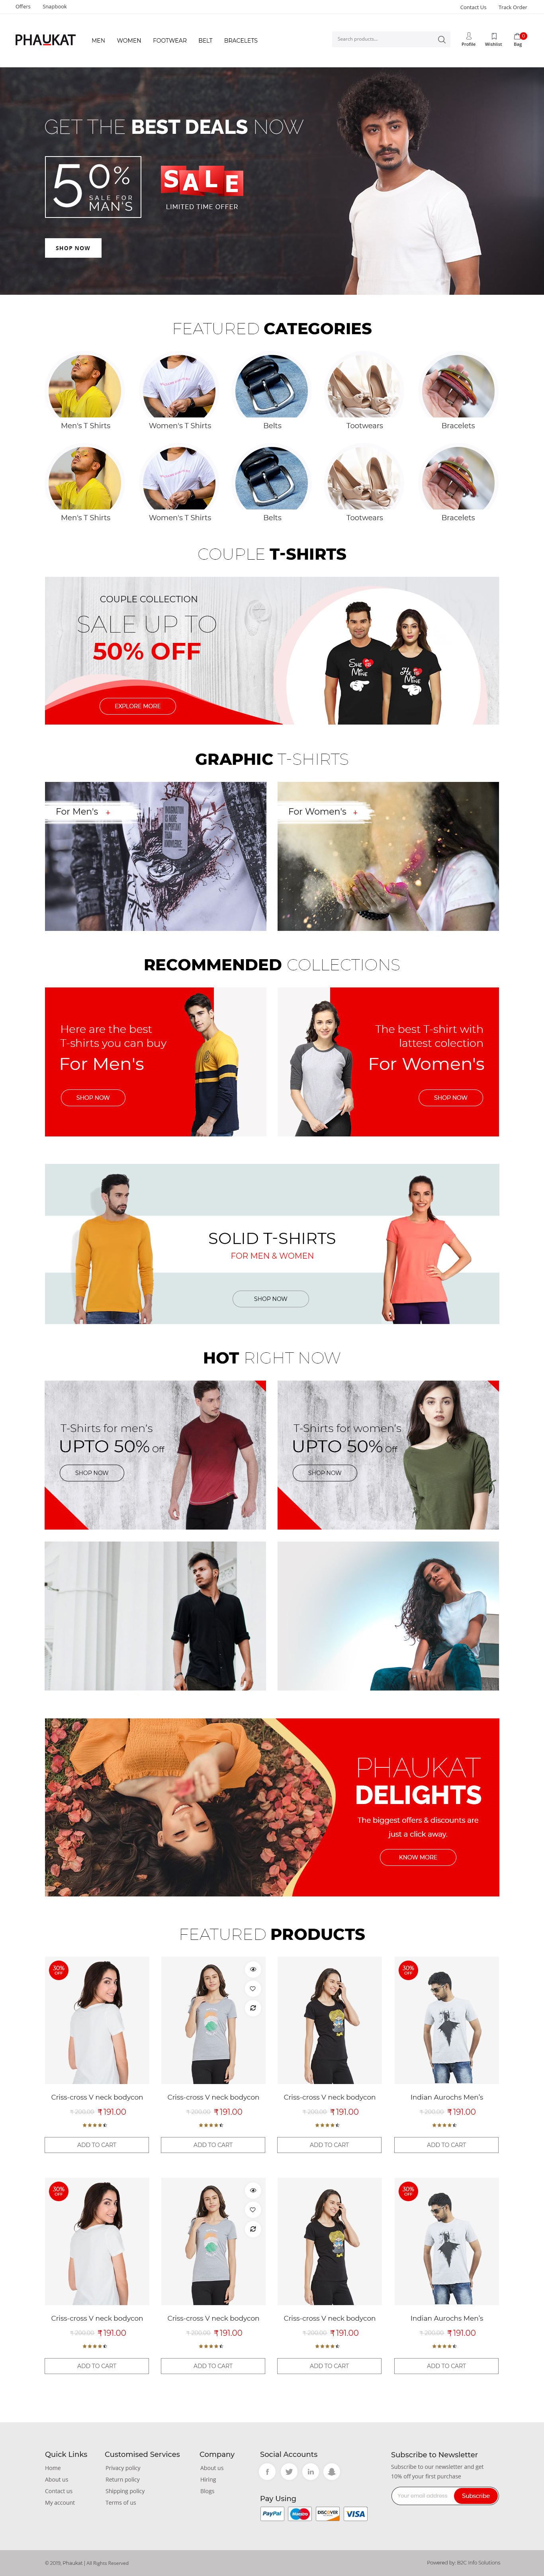 Offers Snapbook Contact Us Track Order
PHAUKAT MEN WOMEN FOOTWEAR BELT BRACELETS Search products... Profile Wishlist Bag 0
GET THE BEST DEALS NOW
50% SALE FOR MAN'S
SALE
LIMITED TIME OFFER
SHOP NOW
FEATURED CATEGORIES
Men's T Shirts Women's T Shirts Belts Tootwears Bracelets
Men's T Shirts Women's T Shirts Belts Tootwears Bracelets
COUPLE T-SHIRTS
COUPLE COLLECTION
SALE UP TO
50% OFF
EXPLORE MORE
She is Mine
He is Mine
GRAPHIC T-SHIRTS
For Men's +
For Women's +
RECOMMENDED COLLECTIONS
Here are the best
T-shirts you can buy
For Men's
SHOP NOW
The best T-shirt with
lattest colection
For Women's
SHOP NOW
SOLID T-SHIRTS
FOR MEN & WOMEN
SHOP NOW
HOT RIGHT NOW
T-Shirts for men's
UPTO 50% Off
SHOP NOW
T-Shirts for women's
UPTO 50% Off
SHOP NOW
PHAUKAT
DELIGHTS
The biggest offers & discounts are
just a click away.
KNOW MORE
FEATURED PRODUCTS
30% OFF
30% OFF
Criss-cross V neck bodycon Criss-cross V neck bodycon Criss-cross V neck bodycon Indian Aurochs Men's
₹ 200.00 ₹191.00 ₹ 200.00 ₹191.00 ₹ 200.00 ₹191.00 ₹ 200.00 ₹191.00
ADD TO CART ADD TO CART ADD TO CART ADD TO CART
30% OFF
30% OFF
Criss-cross V neck bodycon Criss-cross V neck bodycon Criss-cross V neck bodycon Indian Aurochs Men's
₹ 200.00 ₹191.00 ₹ 200.00 ₹191.00 ₹ 200.00 ₹191.00 ₹ 200.00 ₹191.00
ADD TO CART ADD TO CART ADD TO CART ADD TO CART
Quick Links
Home
About us
Contact us
My account
Customised Services
Privacy policy
Return policy
Shipping policy
Terms of us
Company
About us
Hiring
Blogs
Social Accounts
Pay Using
PayPal Maestro DISCOVER VISA
Subscribe to Newsletter
Subscribe to our newsletter and get
10% off your first purchase
Your email address Subscribe
© 2019, Phaukat | All Rights Reserved Powered by: B2C Info Solutions